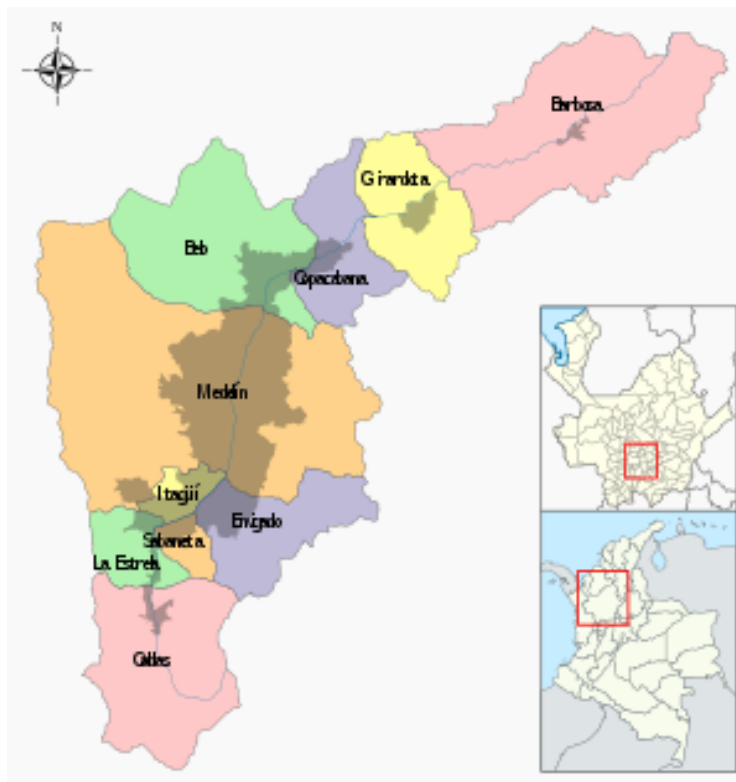 N
Barbosa
Girardota
Bello
Copacabana
Medellín
Itagüí
Envigado
Sabaneta
La Estrella
Caldas